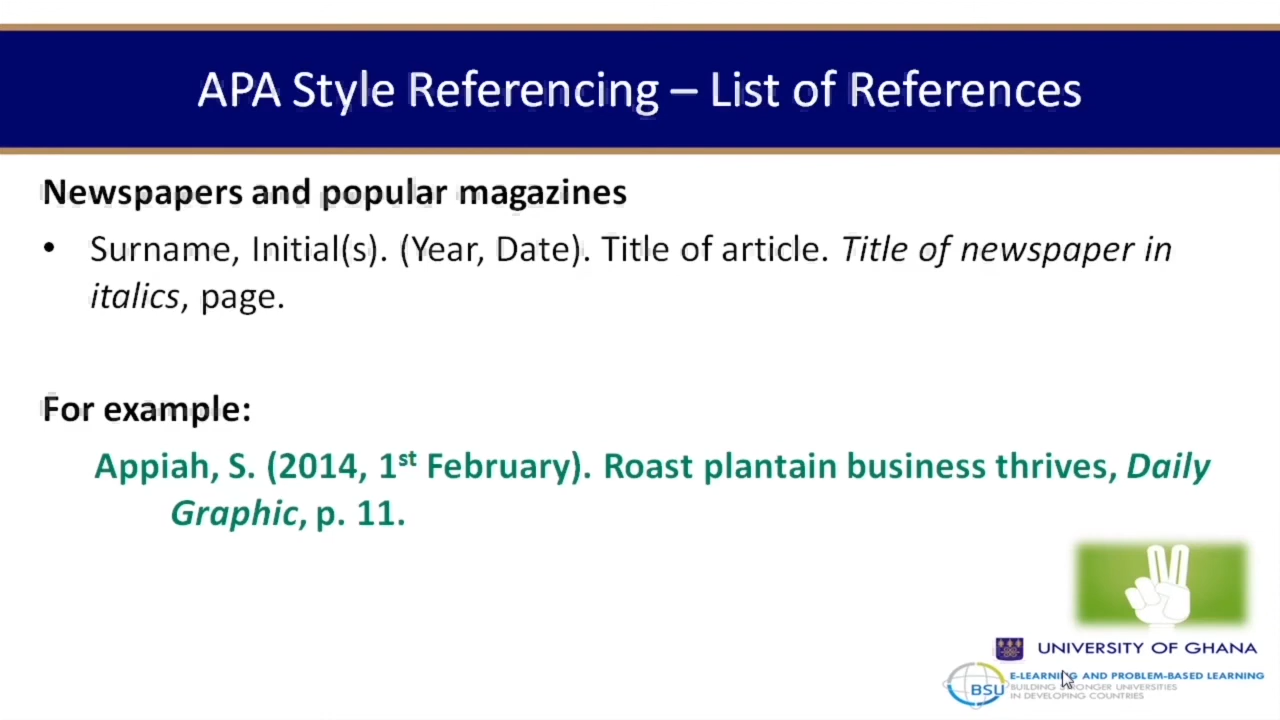 APA Style Referencing – List of References
Newspapers and popular magazines
• Surname, Initial(s). (Year, Date). Title of article. Title of newspaper in
italics, page.
For example:
Appiah, S. (2014, 1st February). Roast plantain business thrives, Daily
Graphic, p. 11.
UNIVERSITY OF GHANA
BSU
E-LEARNING AND PROBLEM-BASED LEARNING
BUILDING STRONGER UNIVERSITIES
IN DEVELOPING COUNTRIES